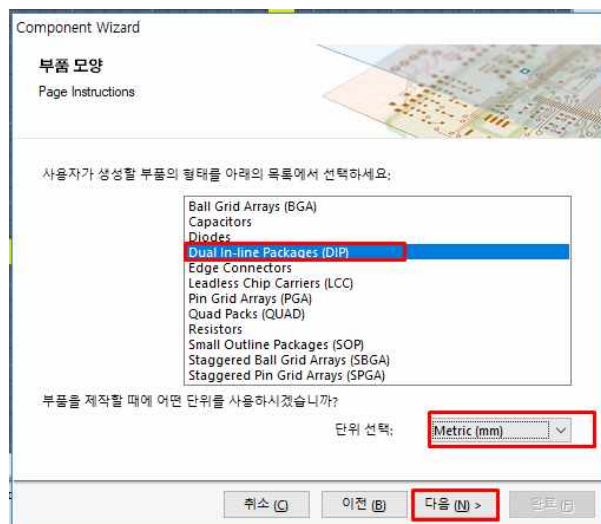 Component Wizard
부품 모양
Page Instructions
사용자가 생성할 부품의 형태를 아래의 목록에서 선택하세요:
Ball Grid Arrays (BGA)
Capacitors
Diodes
Dual In-line Packages (DIP)
Edge Connectors
Leadless Chip Carriers (LCC)
Pin Grid Arrays (PGA)
Quad Packs (QUAD)
Resistors
Small Outline Packages (SOP)
Staggered Ball Grid Arrays (SBGA)
Staggered Pin Grid Arrays (SPGA)
부품을 제작할 때에 어떤 단위를 사용하시겠습니까?
단위 선택: Metric (mm)
취소 (C) 이전 (B) 다음 (N) > 완료 (F)